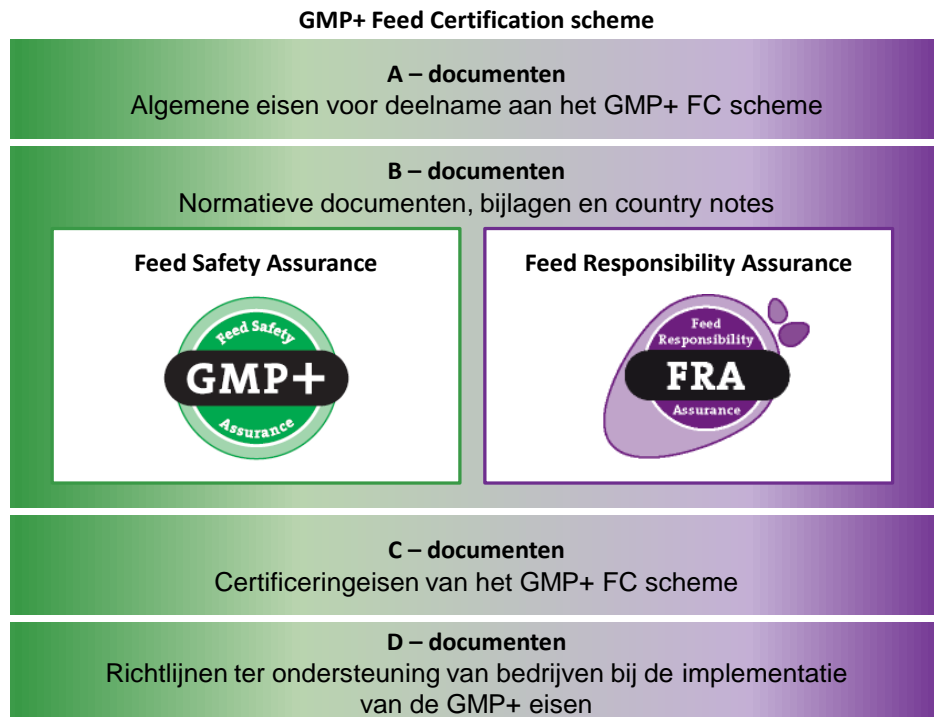 GMP+ Feed Certification scheme
A – documenten
Algemene eisen voor deelname aan het GMP+ FC scheme
B – documenten
Normatieve documenten, bijlagen en country notes
Feed Safety Assurance
Feed Safety
GMP+
Assurance
Feed Responsibility Assurance
Feed
Responsibility
FRA
Assurance
C – documenten
Certificeringeisen van het GMP+ FC scheme
D – documenten
Richtlijnen ter ondersteuning van bedrijven bij de implementatie
van de GMP+ eisen